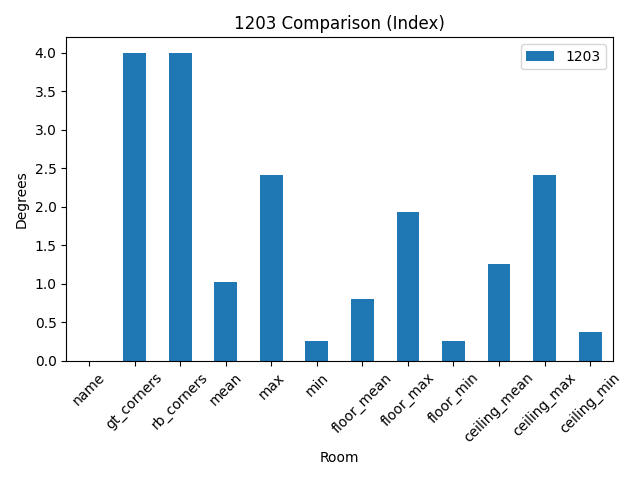 1203 Comparison (Index)
1203
Degrees
4.0
3.5
3.0
2.5
2.0
1.5
1.0
0.5
0.0
name
gt_corners
rb_corners
mean
max
min
floor_mean
floor_max
floor_min
ceiling_mean
ceiling_max
ceiling_min
Room